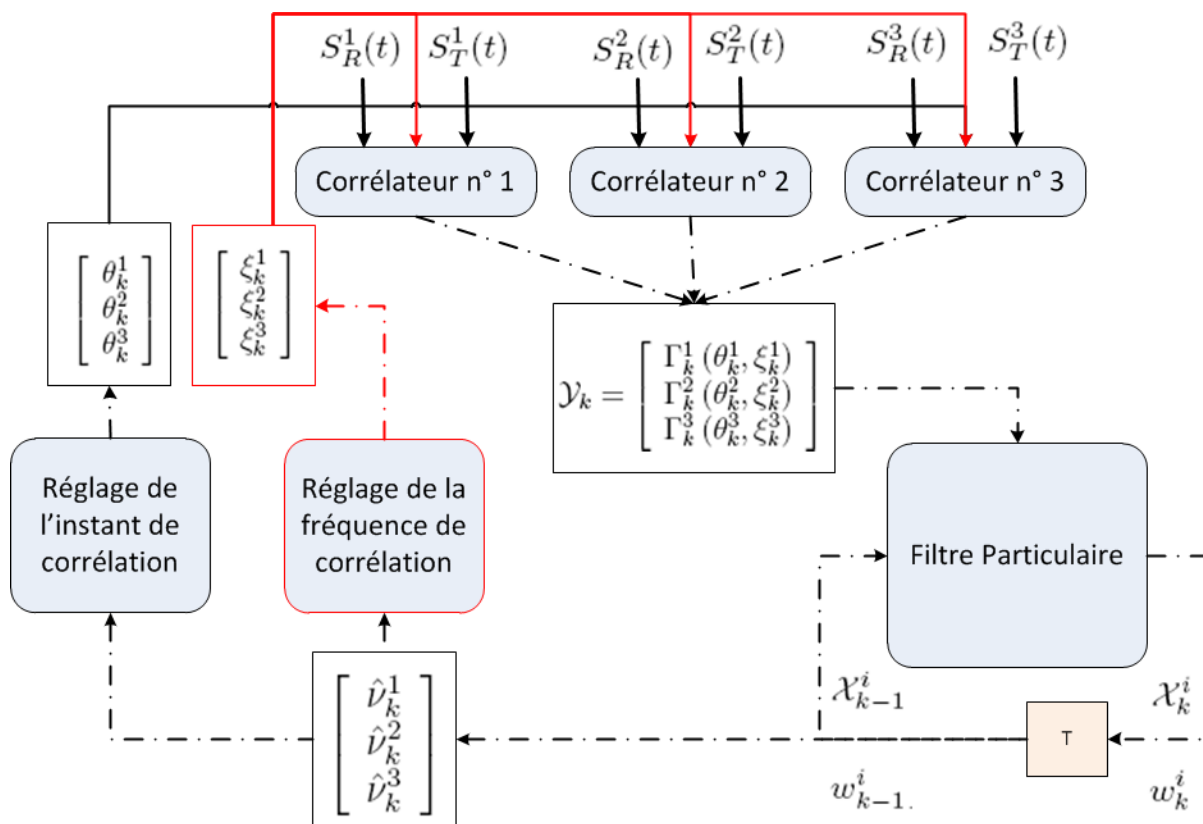 S_R^1(t) S_T^1(t) S_R^2(t) S_T^2(t) S_R^3(t) S_T^3(t)
Corrélateur n° 1
Corrélateur n° 2
Corrélateur n° 3
θ_k^1
θ_k^2
θ_k^3
ξ_k^1
ξ_k^2
ξ_k^3
Γ_k^1 (θ_k^1, ξ_k^1)
𝒴_k = Γ_k^2 (θ_k^2, ξ_k^2)
Γ_k^3 (θ_k^3, ξ_k^3)
Réglage de
l'instant de
corrélation
Réglage de la
fréquence de
corrélation
Filtre Particulaire
ν̂_k^1
ν̂_k^2
ν̂_k^3
𝒳_{k-1}^i
T
𝒳_k^i
w_{k-1}^i.
w_k^i